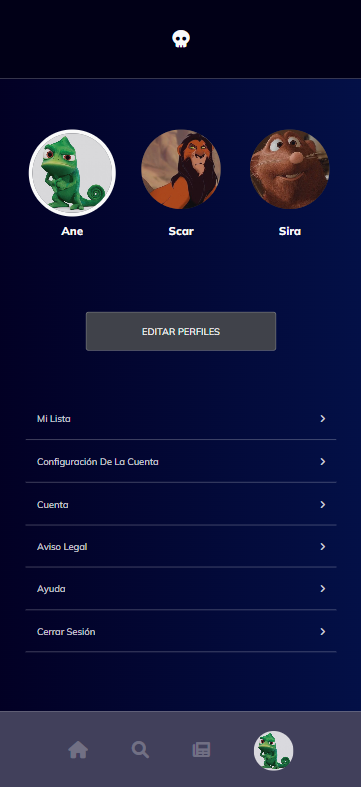 Ane
Scar
Sira
EDITAR PERFILES
Mi Lista
Configuración De La Cuenta
Cuenta
Aviso Legal
Ayuda
Cerrar Sesión